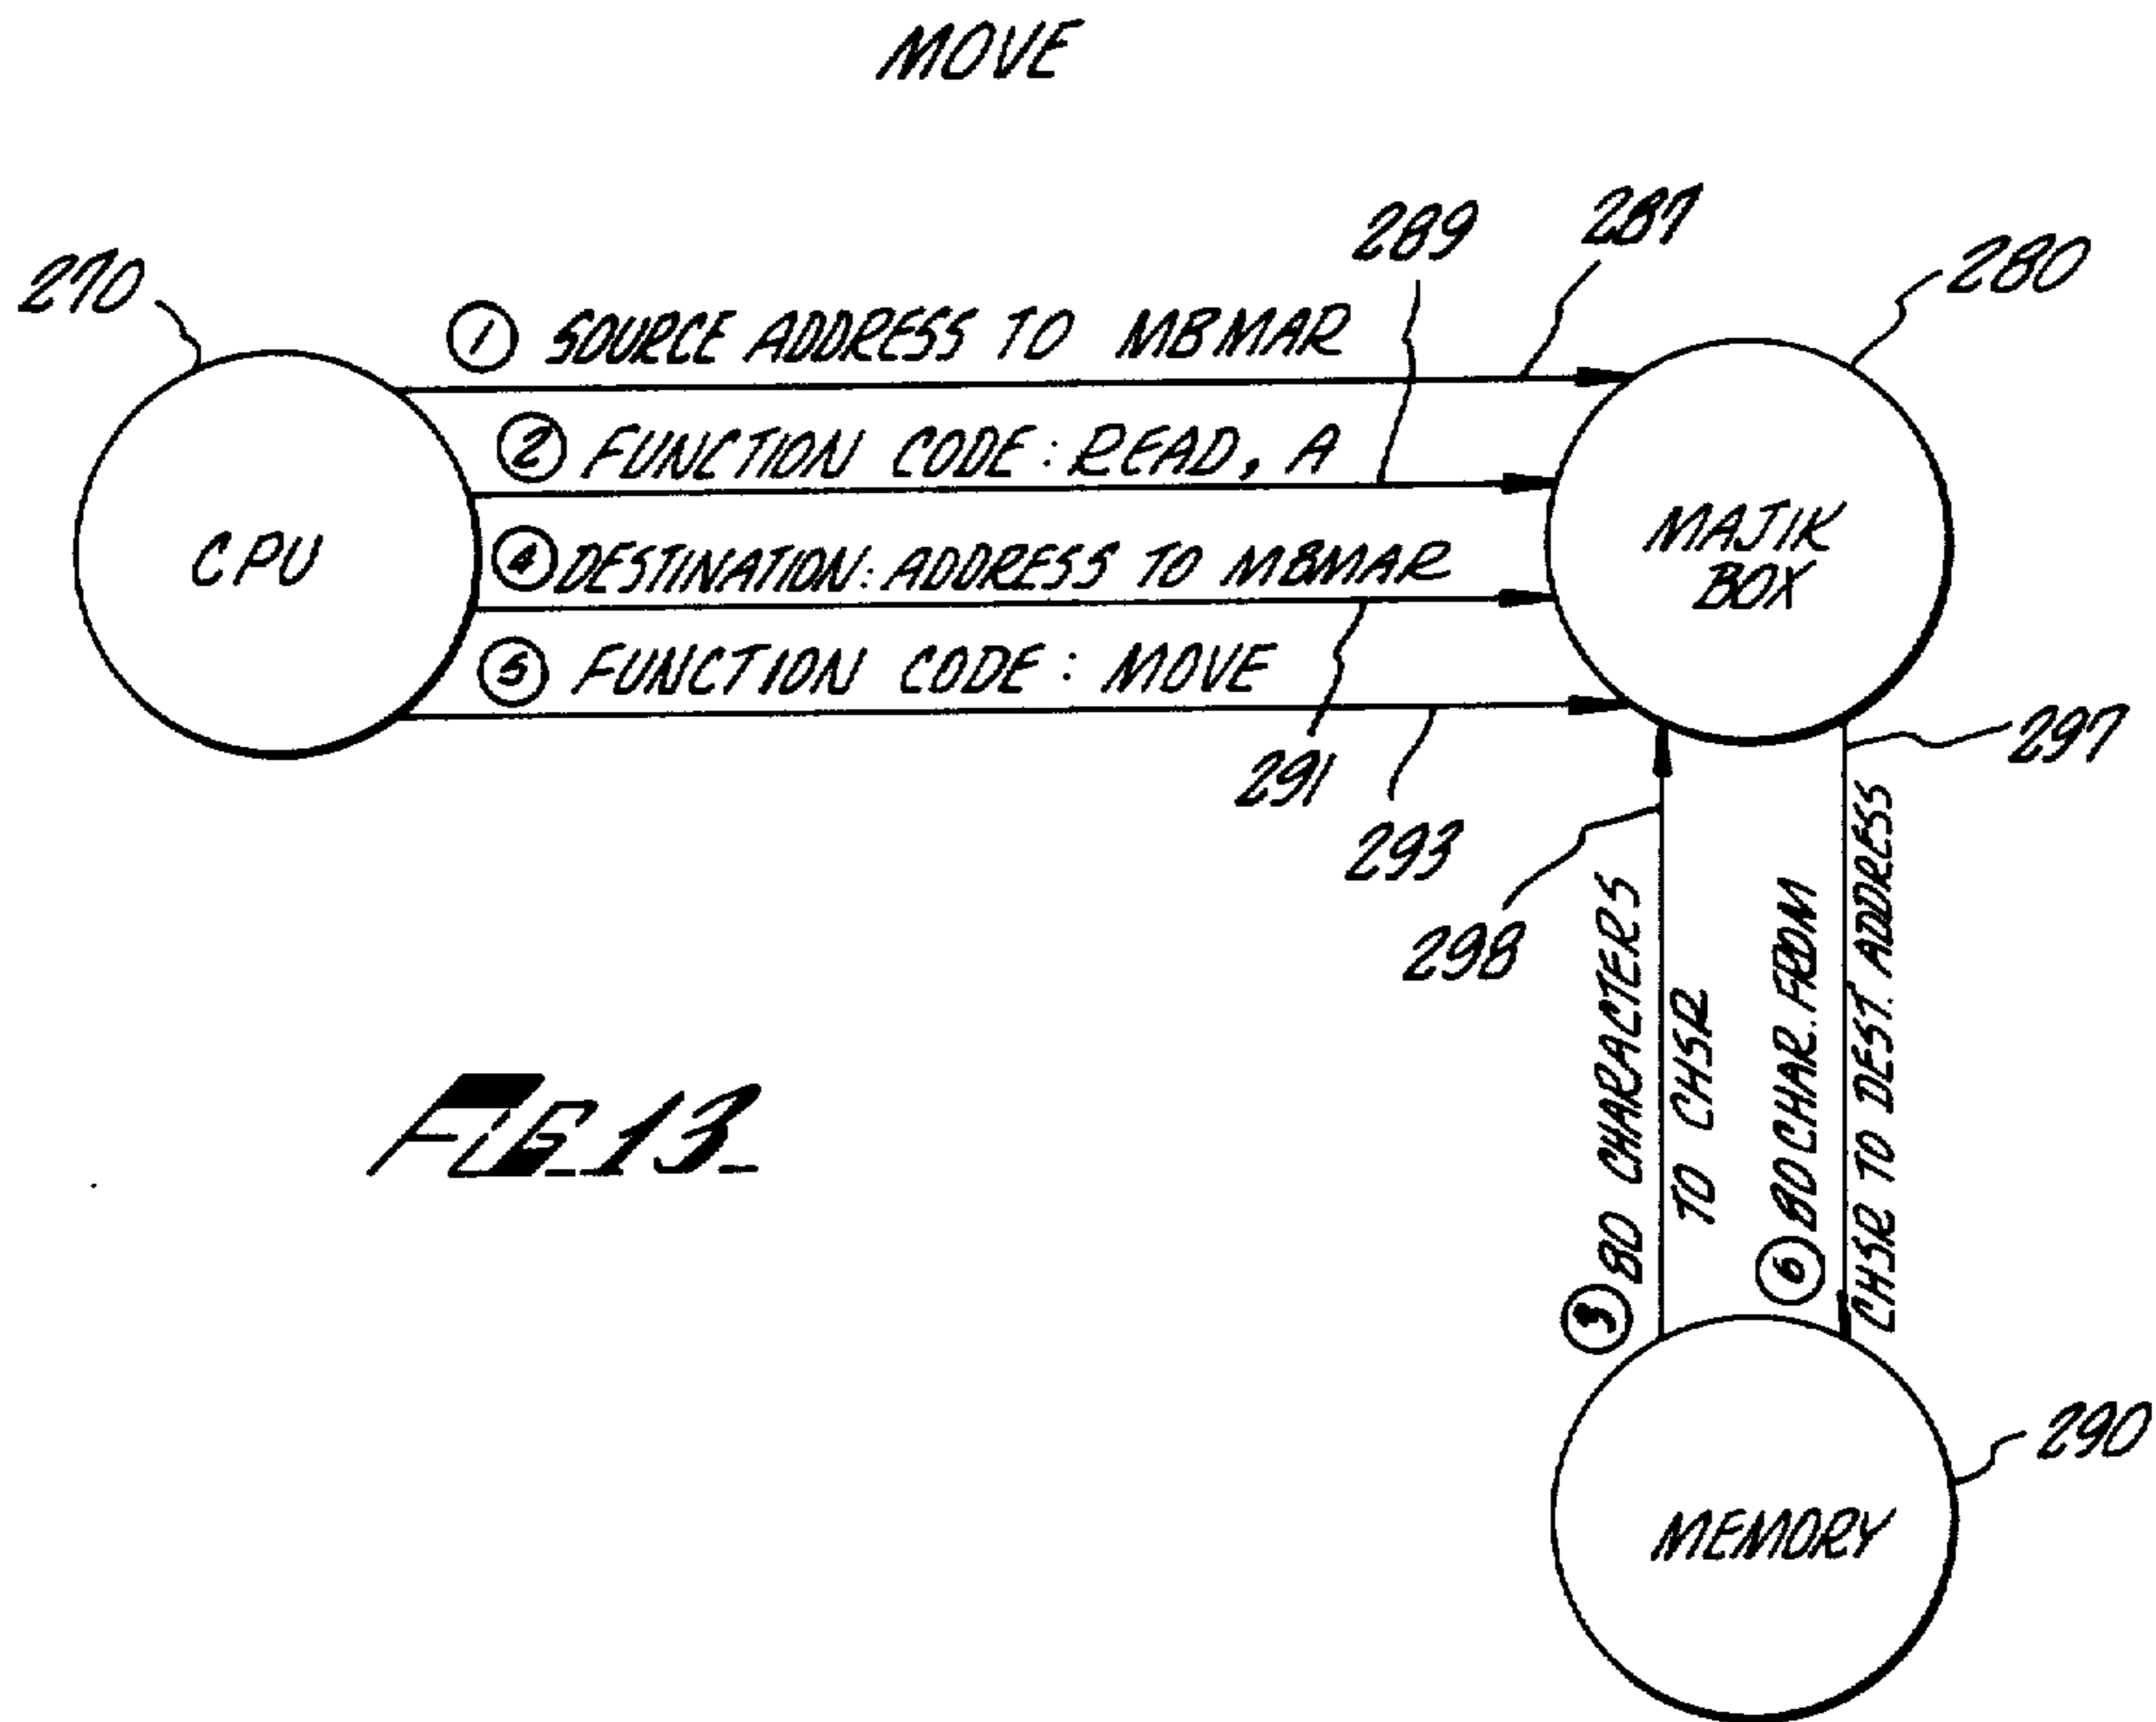 MOVE
270
289
287
280
① SOURCE ADDRESS TO MBMAR
② FUNCTION CODE: READ, A
④ DESTINATION: ADDRESS TO MBMAR
⑤ FUNCTION CODE: MOVE
CPU
MAJIK
BOX
291
293
298
297
③ 80 CHARACTERS
TO CHSR
⑥ 80 CHAR. FROM
CHSR TO DEST. ADDRESS
FIG. 13.
MEMORY
290